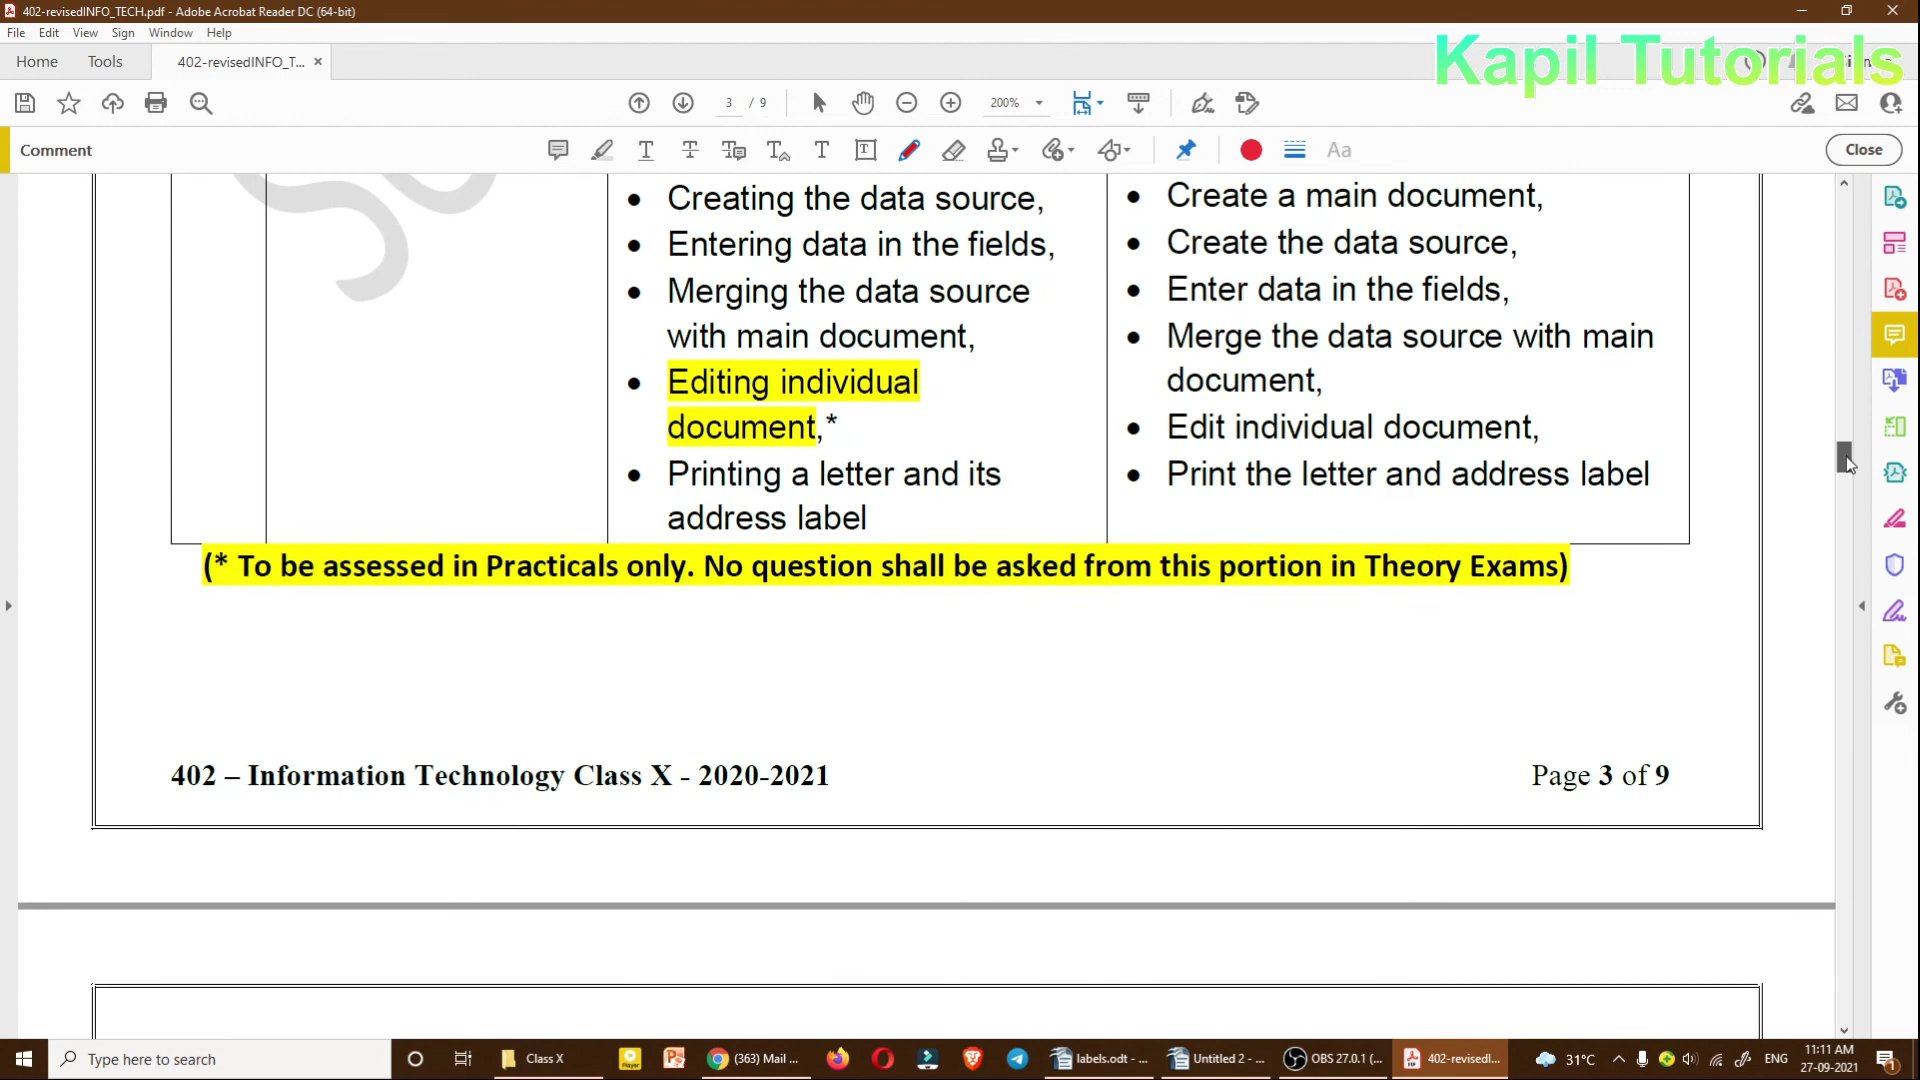 402-revisedINFO_TECH.pdf - Adobe Acrobat Reader DC (64-bit)
File Edit View Sign Window Help
Home Tools 402-revisedINFO_T... ×
Kapil Tutorials
3 / 9 200%
Comment
Aa
Close
• Creating the data source,
• Entering data in the fields,
• Merging the data source
with main document,
• Editing individual
document,*
• Printing a letter and its
address label
• Create a main document,
• Create the data source,
• Enter data in the fields,
• Merge the data source with main
document,
• Edit individual document,
• Print the letter and address label
(* To be assessed in Practicals only. No question shall be asked from this portion in Theory Exams)
402 – Information Technology Class X - 2020-2021
Page 3 of 9
Type here to search
Class X
(363) Mail ...
labels.odt - ...
Untitled 2 - ...
OBS 27.0.1 (...
402-revisedI...
31°C
ENG
11:11 AM
27-09-2021